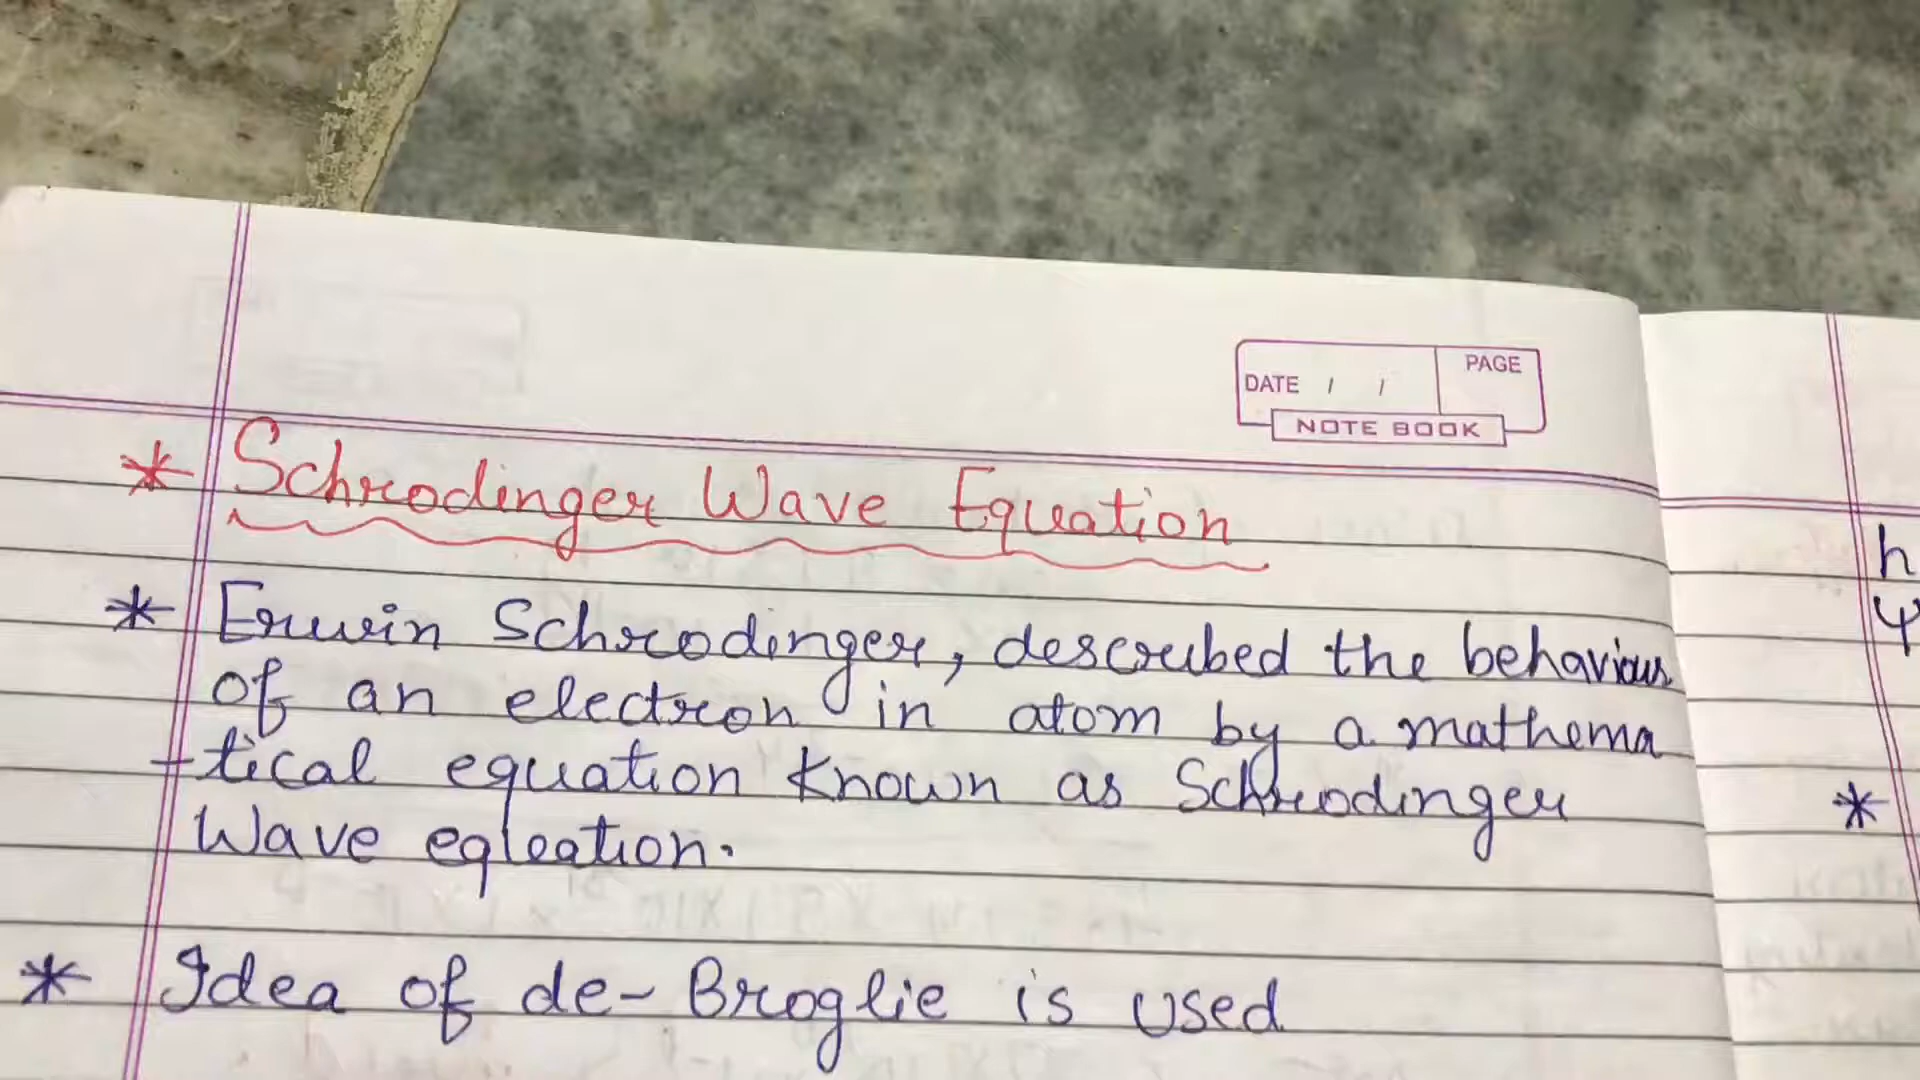 DATE / / PAGE
NOTE BOOK
* Schrodinger Wave Equation
* Erwin Schrodinger, described the behaviour
of an electron in atom by a mathema
-tical equation known as Schrodinger
Wave eqleation.
* Idea of de-Broglie is used
h
ψ
*